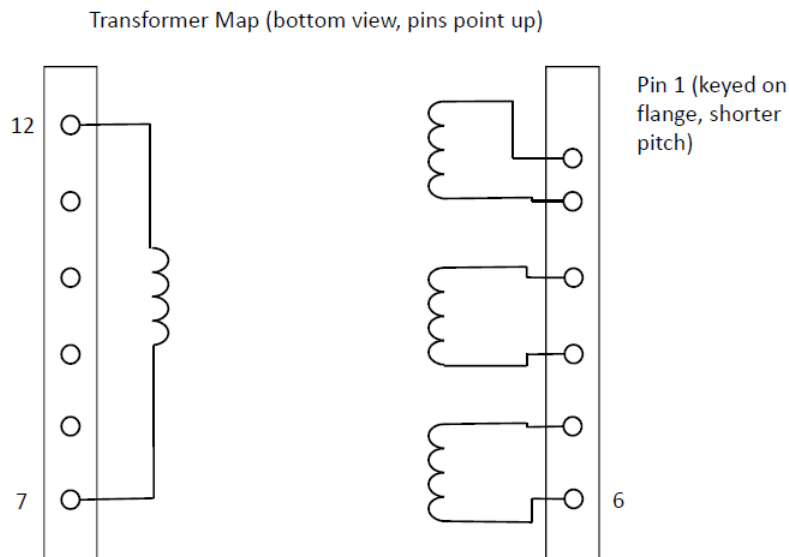 Transformer Map (bottom view, pins point up)
12
Pin 1 (keyed on
flange, shorter
pitch)
7
6